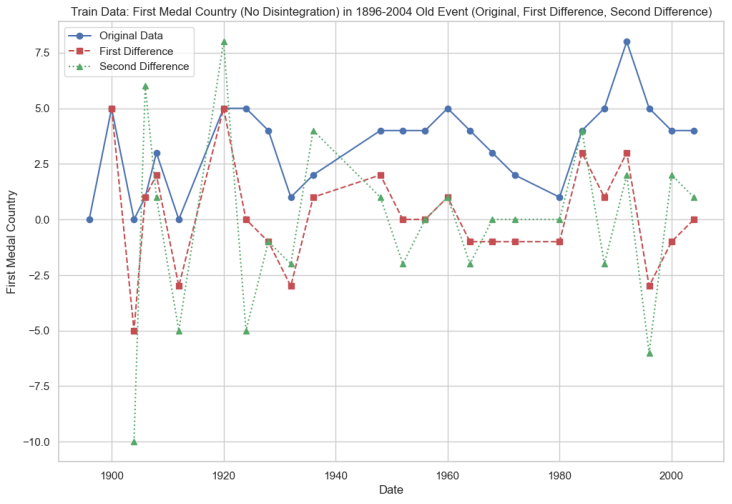 Train Data: First Medal Country (No Disintegration) in 1896-2004 Old Event (Original, First Difference, Second Difference)
Original Data
First Difference
Second Difference
7.5
5.0
2.5
0.0
−2.5
−5.0
−7.5
−10.0
First Medal Country
1900 1920 1940 1960 1980 2000
Date